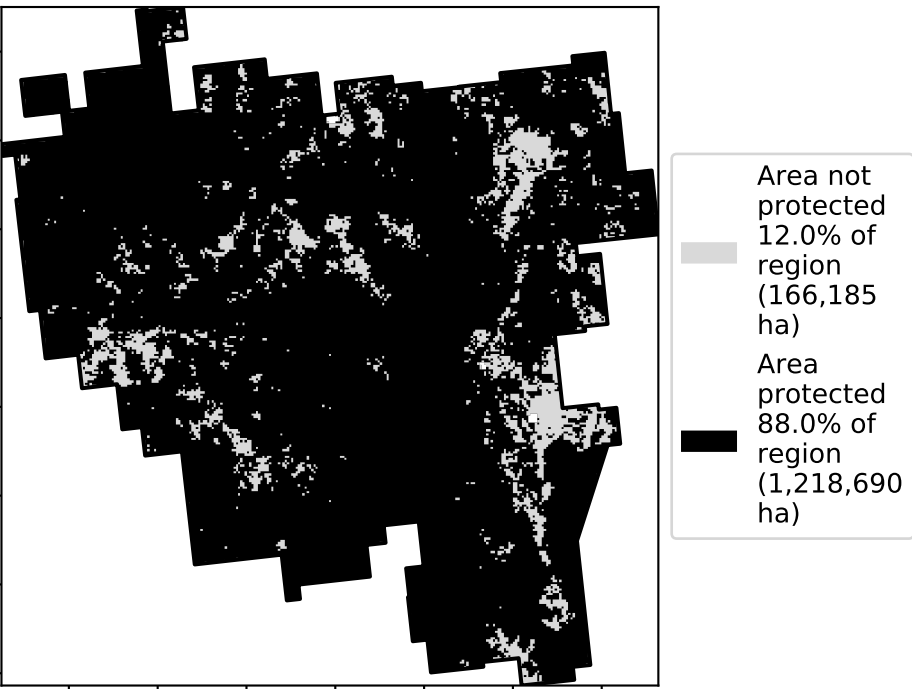 Area not
protected
12.0% of
region
(166,185
ha)
Area
protected
88.0% of
region
(1,218,690
ha)